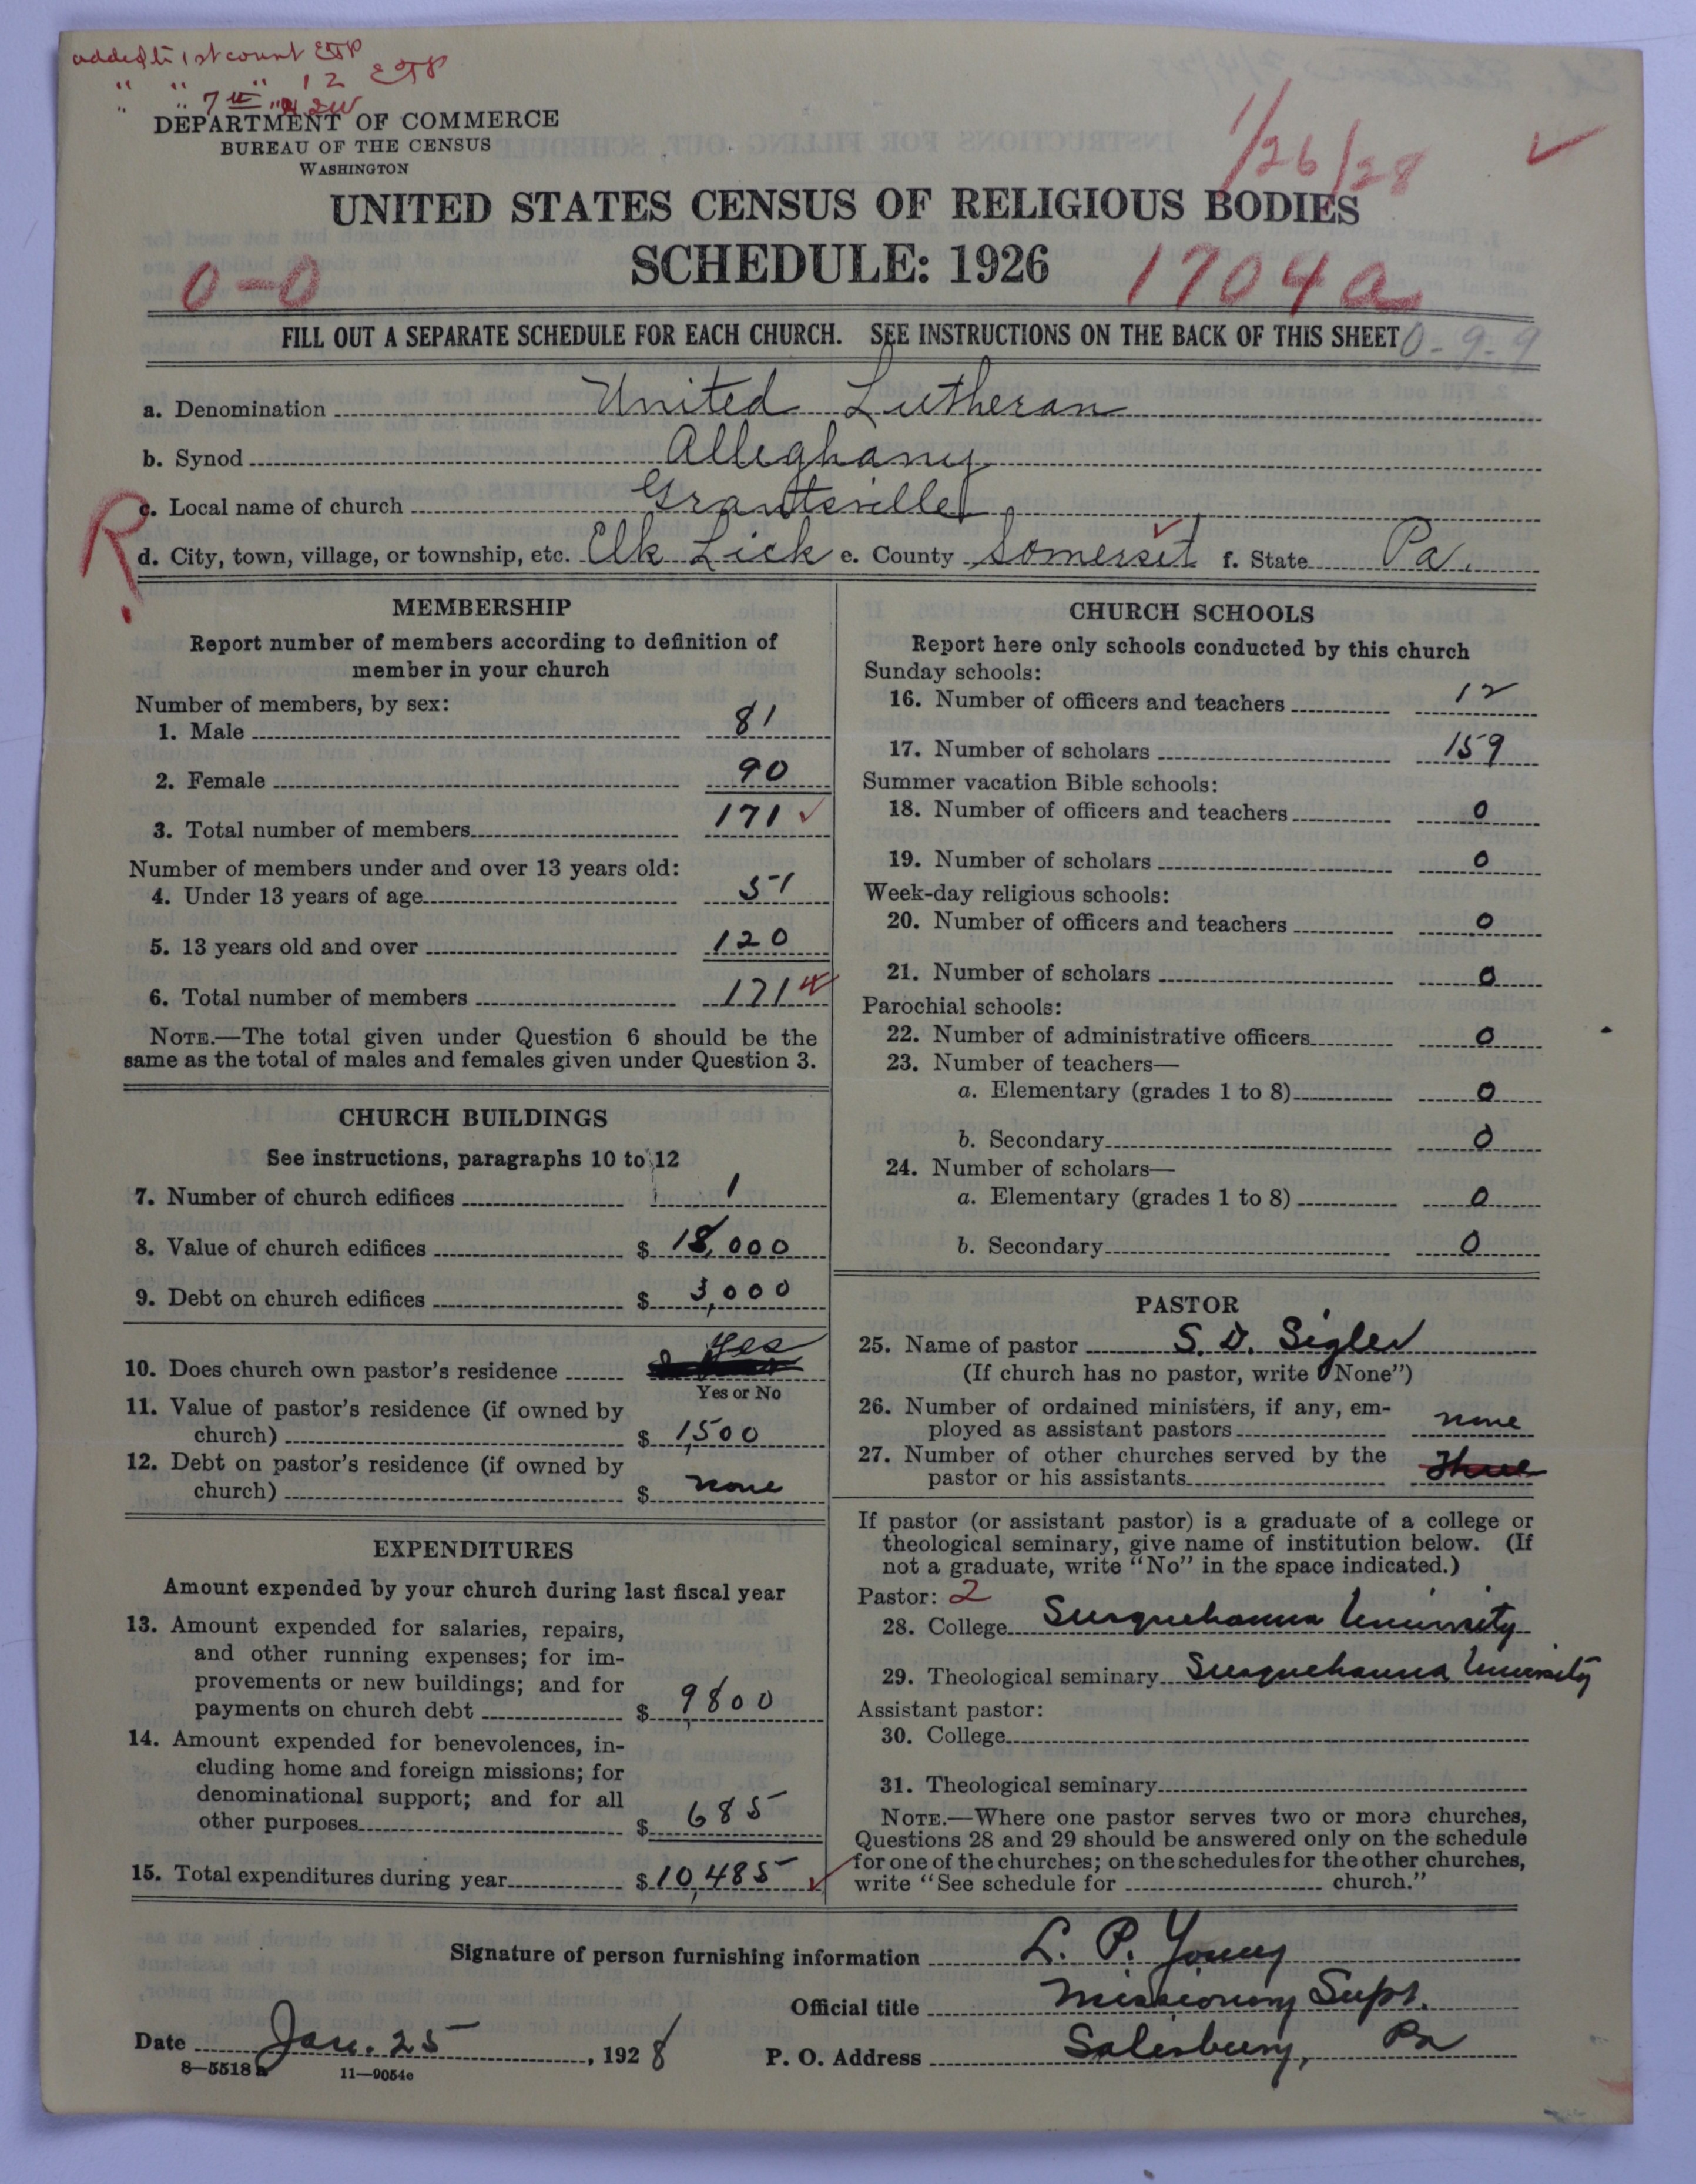 added to 1st count ETP
" " " 12 ETP
" " 7th
DEPARTMENT OF COMMERCE
BUREAU OF THE CENSUS
WASHINGTON
1/26/28
UNITED STATES CENSUS OF RELIGIOUS BODIES
SCHEDULE: 1926
0-0
1704a
FILL OUT A SEPARATE SCHEDULE FOR EACH CHURCH. SEE INSTRUCTIONS ON THE BACK OF THIS SHEET
0-9-9
a. Denomination United Lutheran
b. Synod Alleghany
R
c. Local name of church Grantsville
d. City, town, village, or township, etc. Elk Lick e. County Somerset f. State Pa.
MEMBERSHIP
Report number of members according to definition of
member in your church
Number of members, by sex:
1. Male 81
2. Female 90
3. Total number of members 171
Number of members under and over 13 years old:
4. Under 13 years of age 51
5. 13 years old and over 120
6. Total number of members 171
NOTE.—The total given under Question 6 should be the
same as the total of males and females given under Question 3.
CHURCH BUILDINGS
See instructions, paragraphs 10 to 12
7. Number of church edifices 1
8. Value of church edifices $ 18,000
9. Debt on church edifices $ 3,000
10. Does church own pastor's residence yes
Yes or No
11. Value of pastor's residence (if owned by
church) $ 1,500
12. Debt on pastor's residence (if owned by
church) $ none
EXPENDITURES
Amount expended by your church during last fiscal year
13. Amount expended for salaries, repairs,
and other running expenses; for im-
provements or new buildings; and for
payments on church debt $ 9,800
14. Amount expended for benevolences, in-
cluding home and foreign missions; for
denominational support; and for all
other purposes $ 685
15. Total expenditures during year $ 10,485
CHURCH SCHOOLS
Report here only schools conducted by this church
Sunday schools:
16. Number of officers and teachers 12
17. Number of scholars 159
Summer vacation Bible schools:
18. Number of officers and teachers 0
19. Number of scholars 0
Week-day religious schools:
20. Number of officers and teachers 0
21. Number of scholars 0
Parochial schools:
22. Number of administrative officers 0
23. Number of teachers—
a. Elementary (grades 1 to 8) 0
b. Secondary 0
24. Number of scholars—
a. Elementary (grades 1 to 8) 0
b. Secondary 0
PASTOR
25. Name of pastor S. D. Sigler
(If church has no pastor, write "None")
26. Number of ordained ministers, if any, em-
ployed as assistant pastors none
27. Number of other churches served by the
pastor or his assistants three
If pastor (or assistant pastor) is a graduate of a college or
theological seminary, give name of institution below. (If
not a graduate, write "No" in the space indicated.)
Pastor: 2
28. College Susquehanna University
29. Theological seminary Susquehanna University
Assistant pastor:
30. College
31. Theological seminary
NOTE.—Where one pastor serves two or more churches,
Questions 28 and 29 should be answered only on the schedule
for one of the churches; on the schedules for the other churches,
write "See schedule for church."
Signature of person furnishing information L. P. Young
Official title Missionary Supt.
Date Jan. 25, 1928 P. O. Address Salisbury, Pa
8—5518a 11—9054e